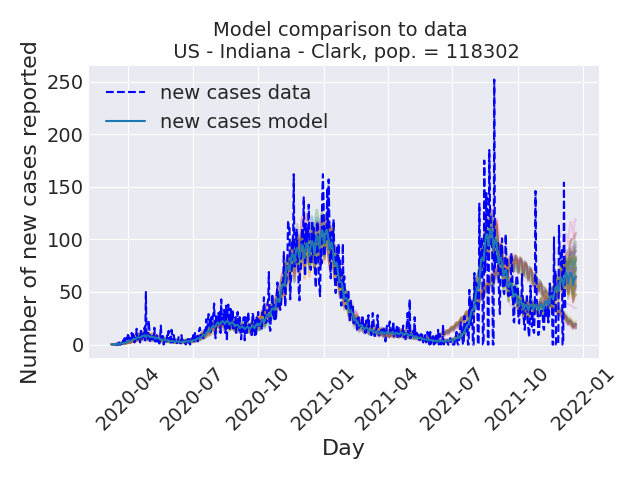 Model comparison to data
US - Indiana - Clark, pop. = 118302
Number of new cases reported
250
200
150
100
50
0
new cases data
new cases model
2020-04
2020-07
2020-10
2021-01
2021-04
2021-07
2021-10
2022-01
Day